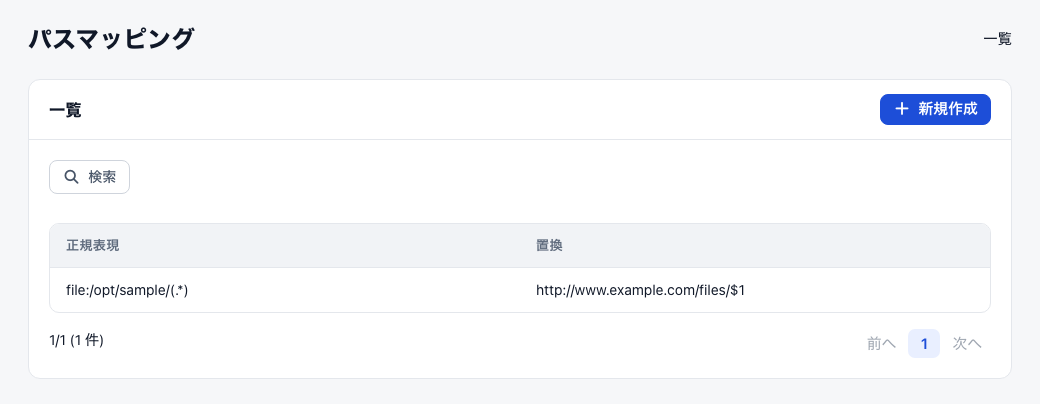 パスマッピング
一覧
一覧
新規作成
検索
正規表現 置換
file:/opt/sample/(.*) http://www.example.com/files/$1
1/1 (1 件)
前へ 1 次へ